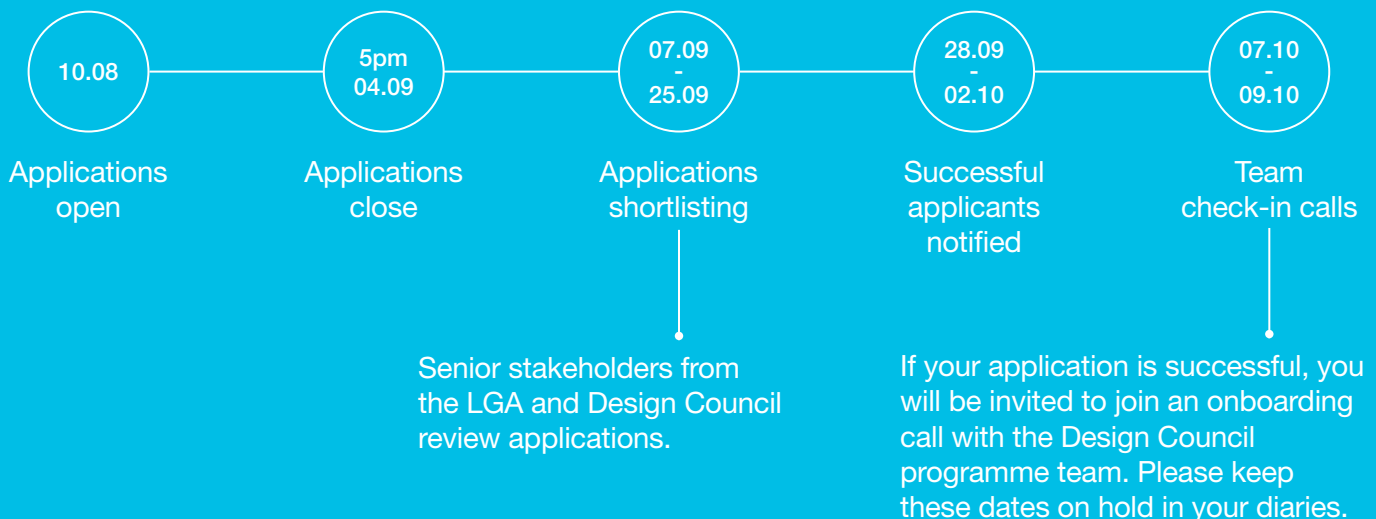 10.08
Applications
open
5pm
04.09
Applications
close
07.09
-
25.09
Applications
shortlisting
Senior stakeholders from
the LGA and Design Council
review applications.
28.09
-
02.10
Successful
applicants
notified
07.10
-
09.10
Team
check-in calls
If your application is successful, you
will be invited to join an onboarding
call with the Design Council
programme team. Please keep
these dates on hold in your diaries.